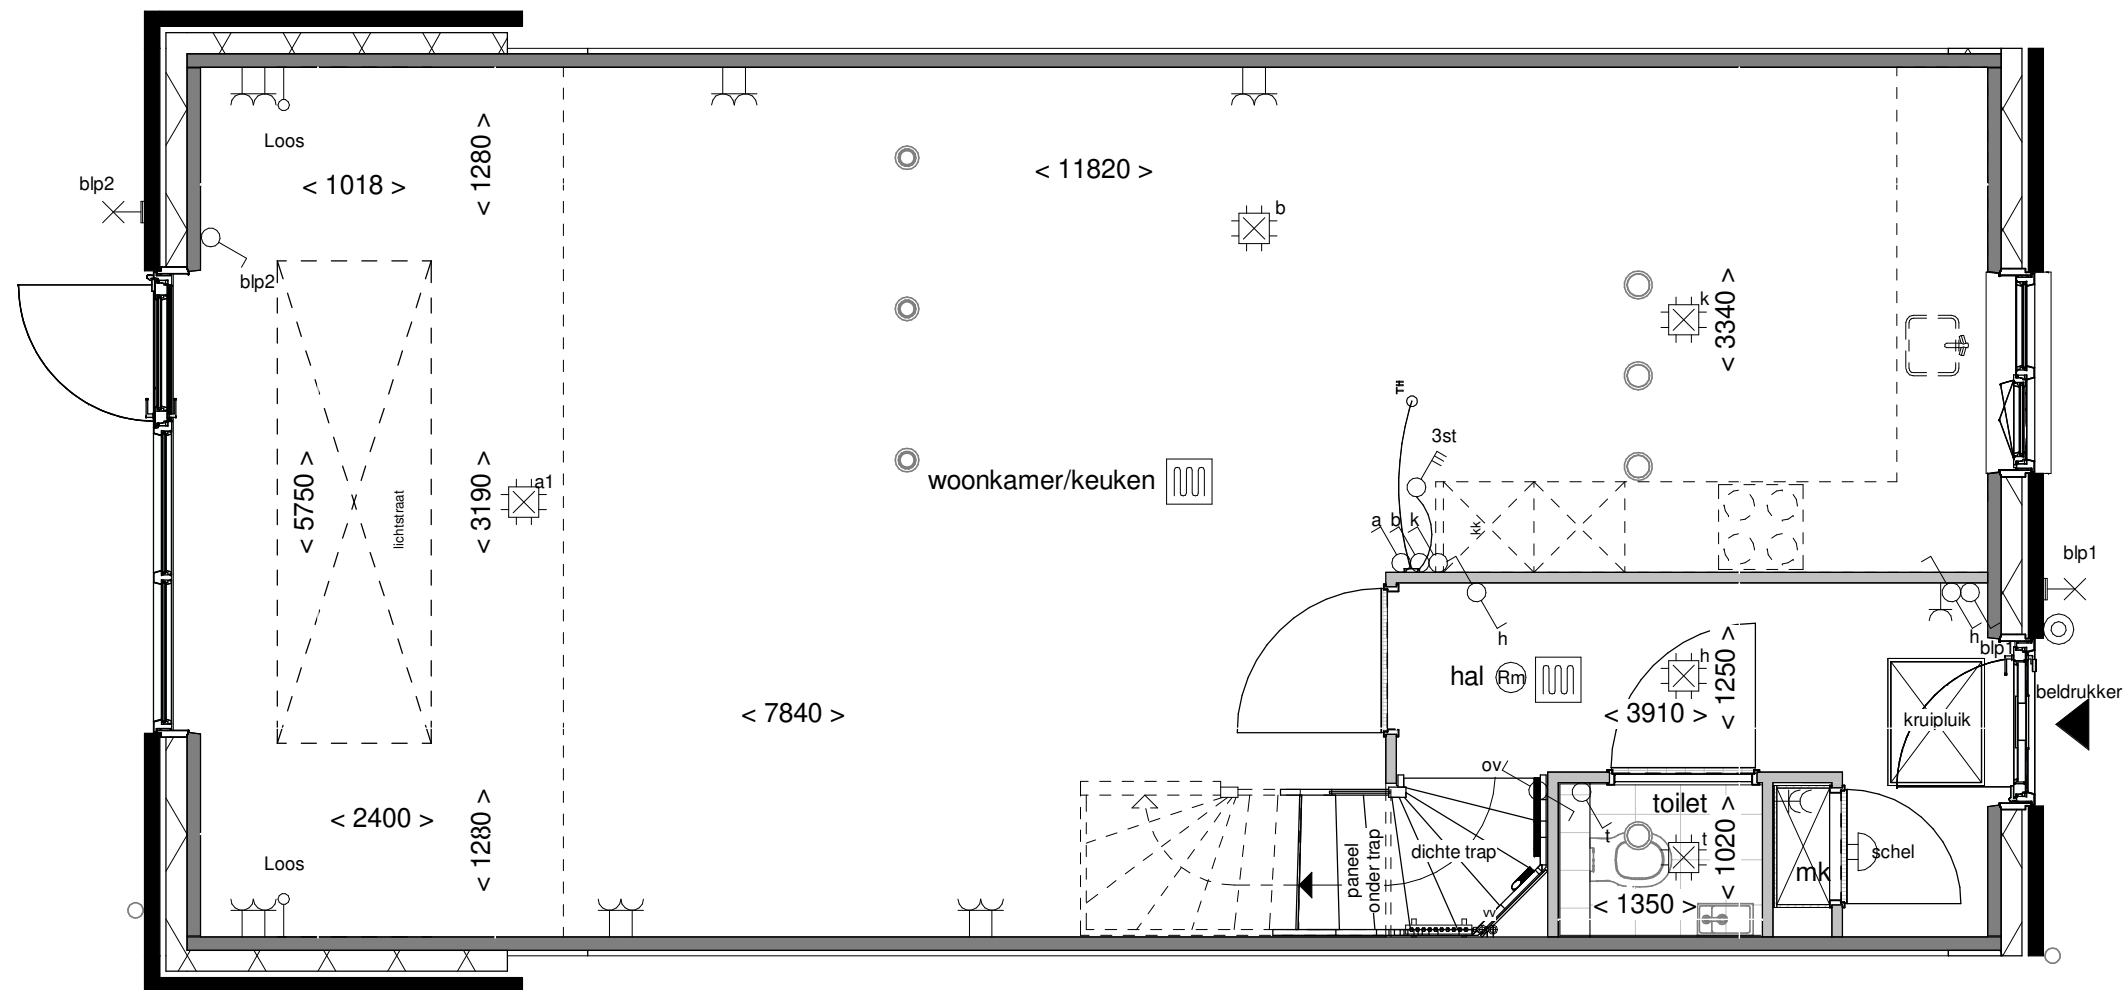 Loos
< 1018 >
< 1280 >
blp2
blp2
< 11820 >
b
k
< 3340 >
TH
3st
a b k
kk
a1
< 5750 >
lichtstraat
< 3190 >
woonkamer/keuken
blp1
h
h
blp1
hal Rm
h
< 1250 >
< 3910 >
kruipluik
beldrukker
< 7840 >
ov
< 2400 >
< 1280 >
Loos
paneel
onder trap
dichte trap
vv
toilet
t
t
< 1020 >
< 1350 >
mk
schel